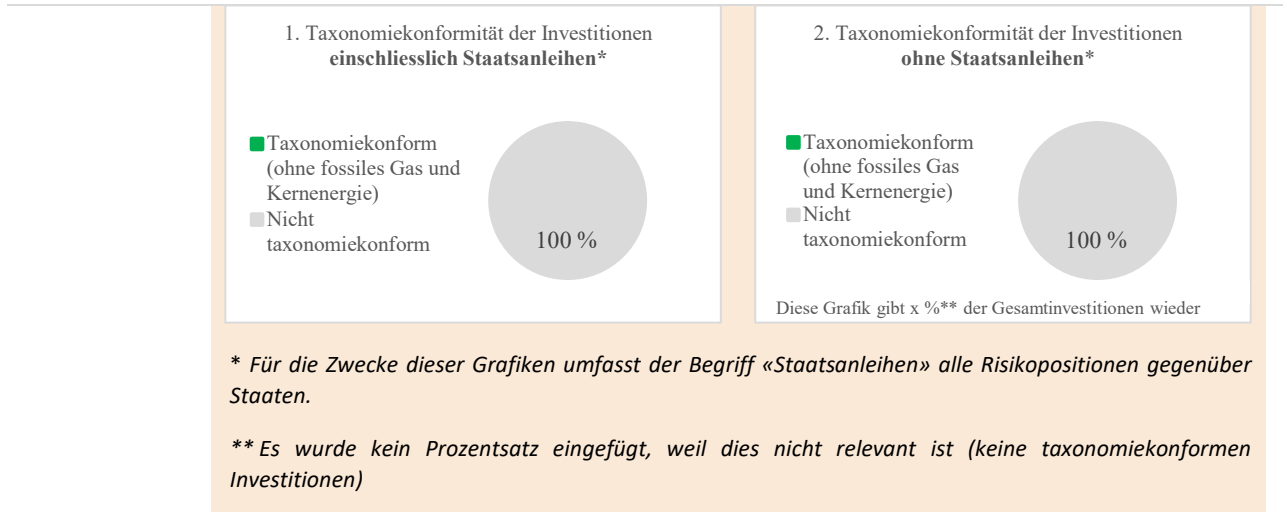 1. Taxonomiekonformität der Investitionen
einschliesslich Staatsanleihen*
Taxonomiekonform
(ohne fossiles Gas und
Kernenergie)
Nicht
taxonomiekonform
100 %
2. Taxonomiekonformität der Investitionen
ohne Staatsanleihen*
Taxonomiekonform
(ohne fossiles Gas
und Kernenergie)
Nicht
taxonomiekonform
100 %
Diese Grafik gibt x %** der Gesamtinvestitionen wieder
* Für die Zwecke dieser Grafiken umfasst der Begriff «Staatsanleihen» alle Risikopositionen gegenüber
Staaten.
** Es wurde kein Prozentsatz eingefügt, weil dies nicht relevant ist (keine taxonomiekonformen
Investitionen)